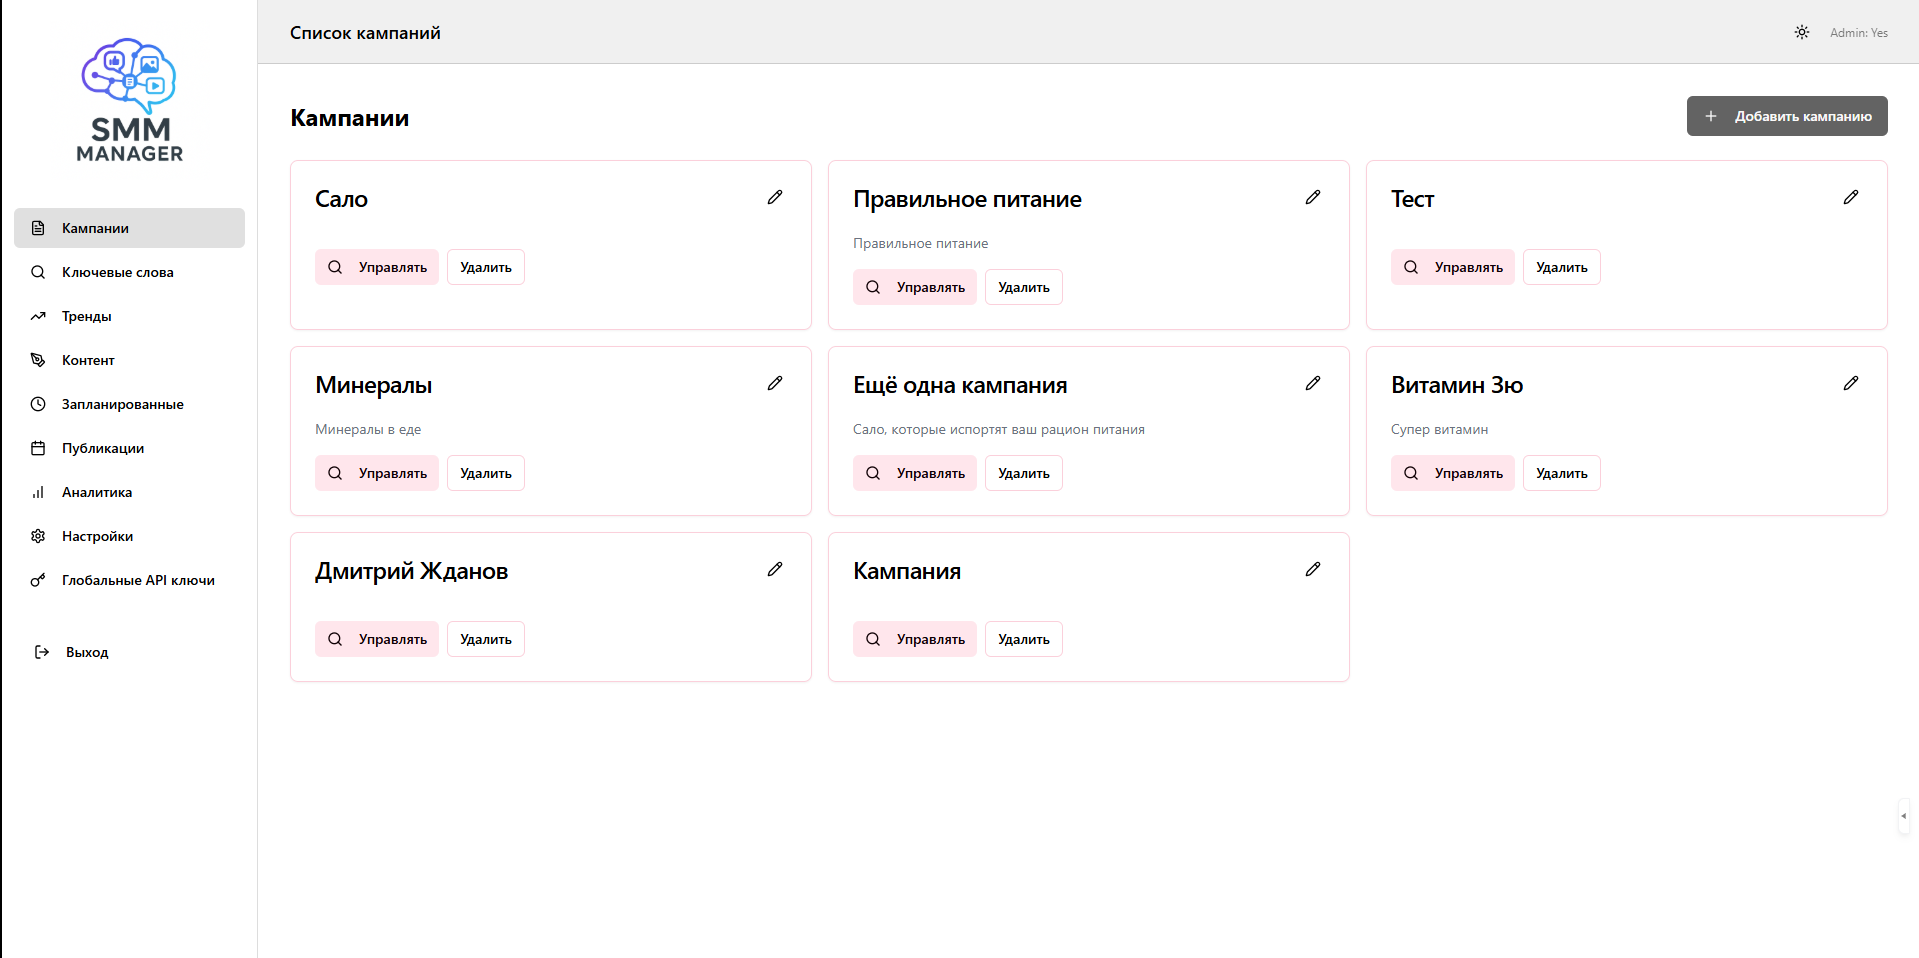 SMM
MANAGER
Кампании
Ключевые слова
Тренды
Контент
Запланированные
Публикации
Аналитика
Настройки
Глобальные API ключи
Выход
Список кампаний
Admin: Yes
Кампании
Добавить кампанию
Сало
Управлять Удалить
Правильное питание
Правильное питание
Управлять Удалить
Тест
Управлять Удалить
Минералы
Минералы в еде
Управлять Удалить
Ещё одна кампания
Сало, которые испортят ваш рацион питания
Управлять Удалить
Витамин Зю
Супер витамин
Управлять Удалить
Дмитрий Жданов
Управлять Удалить
Кампания
Управлять Удалить